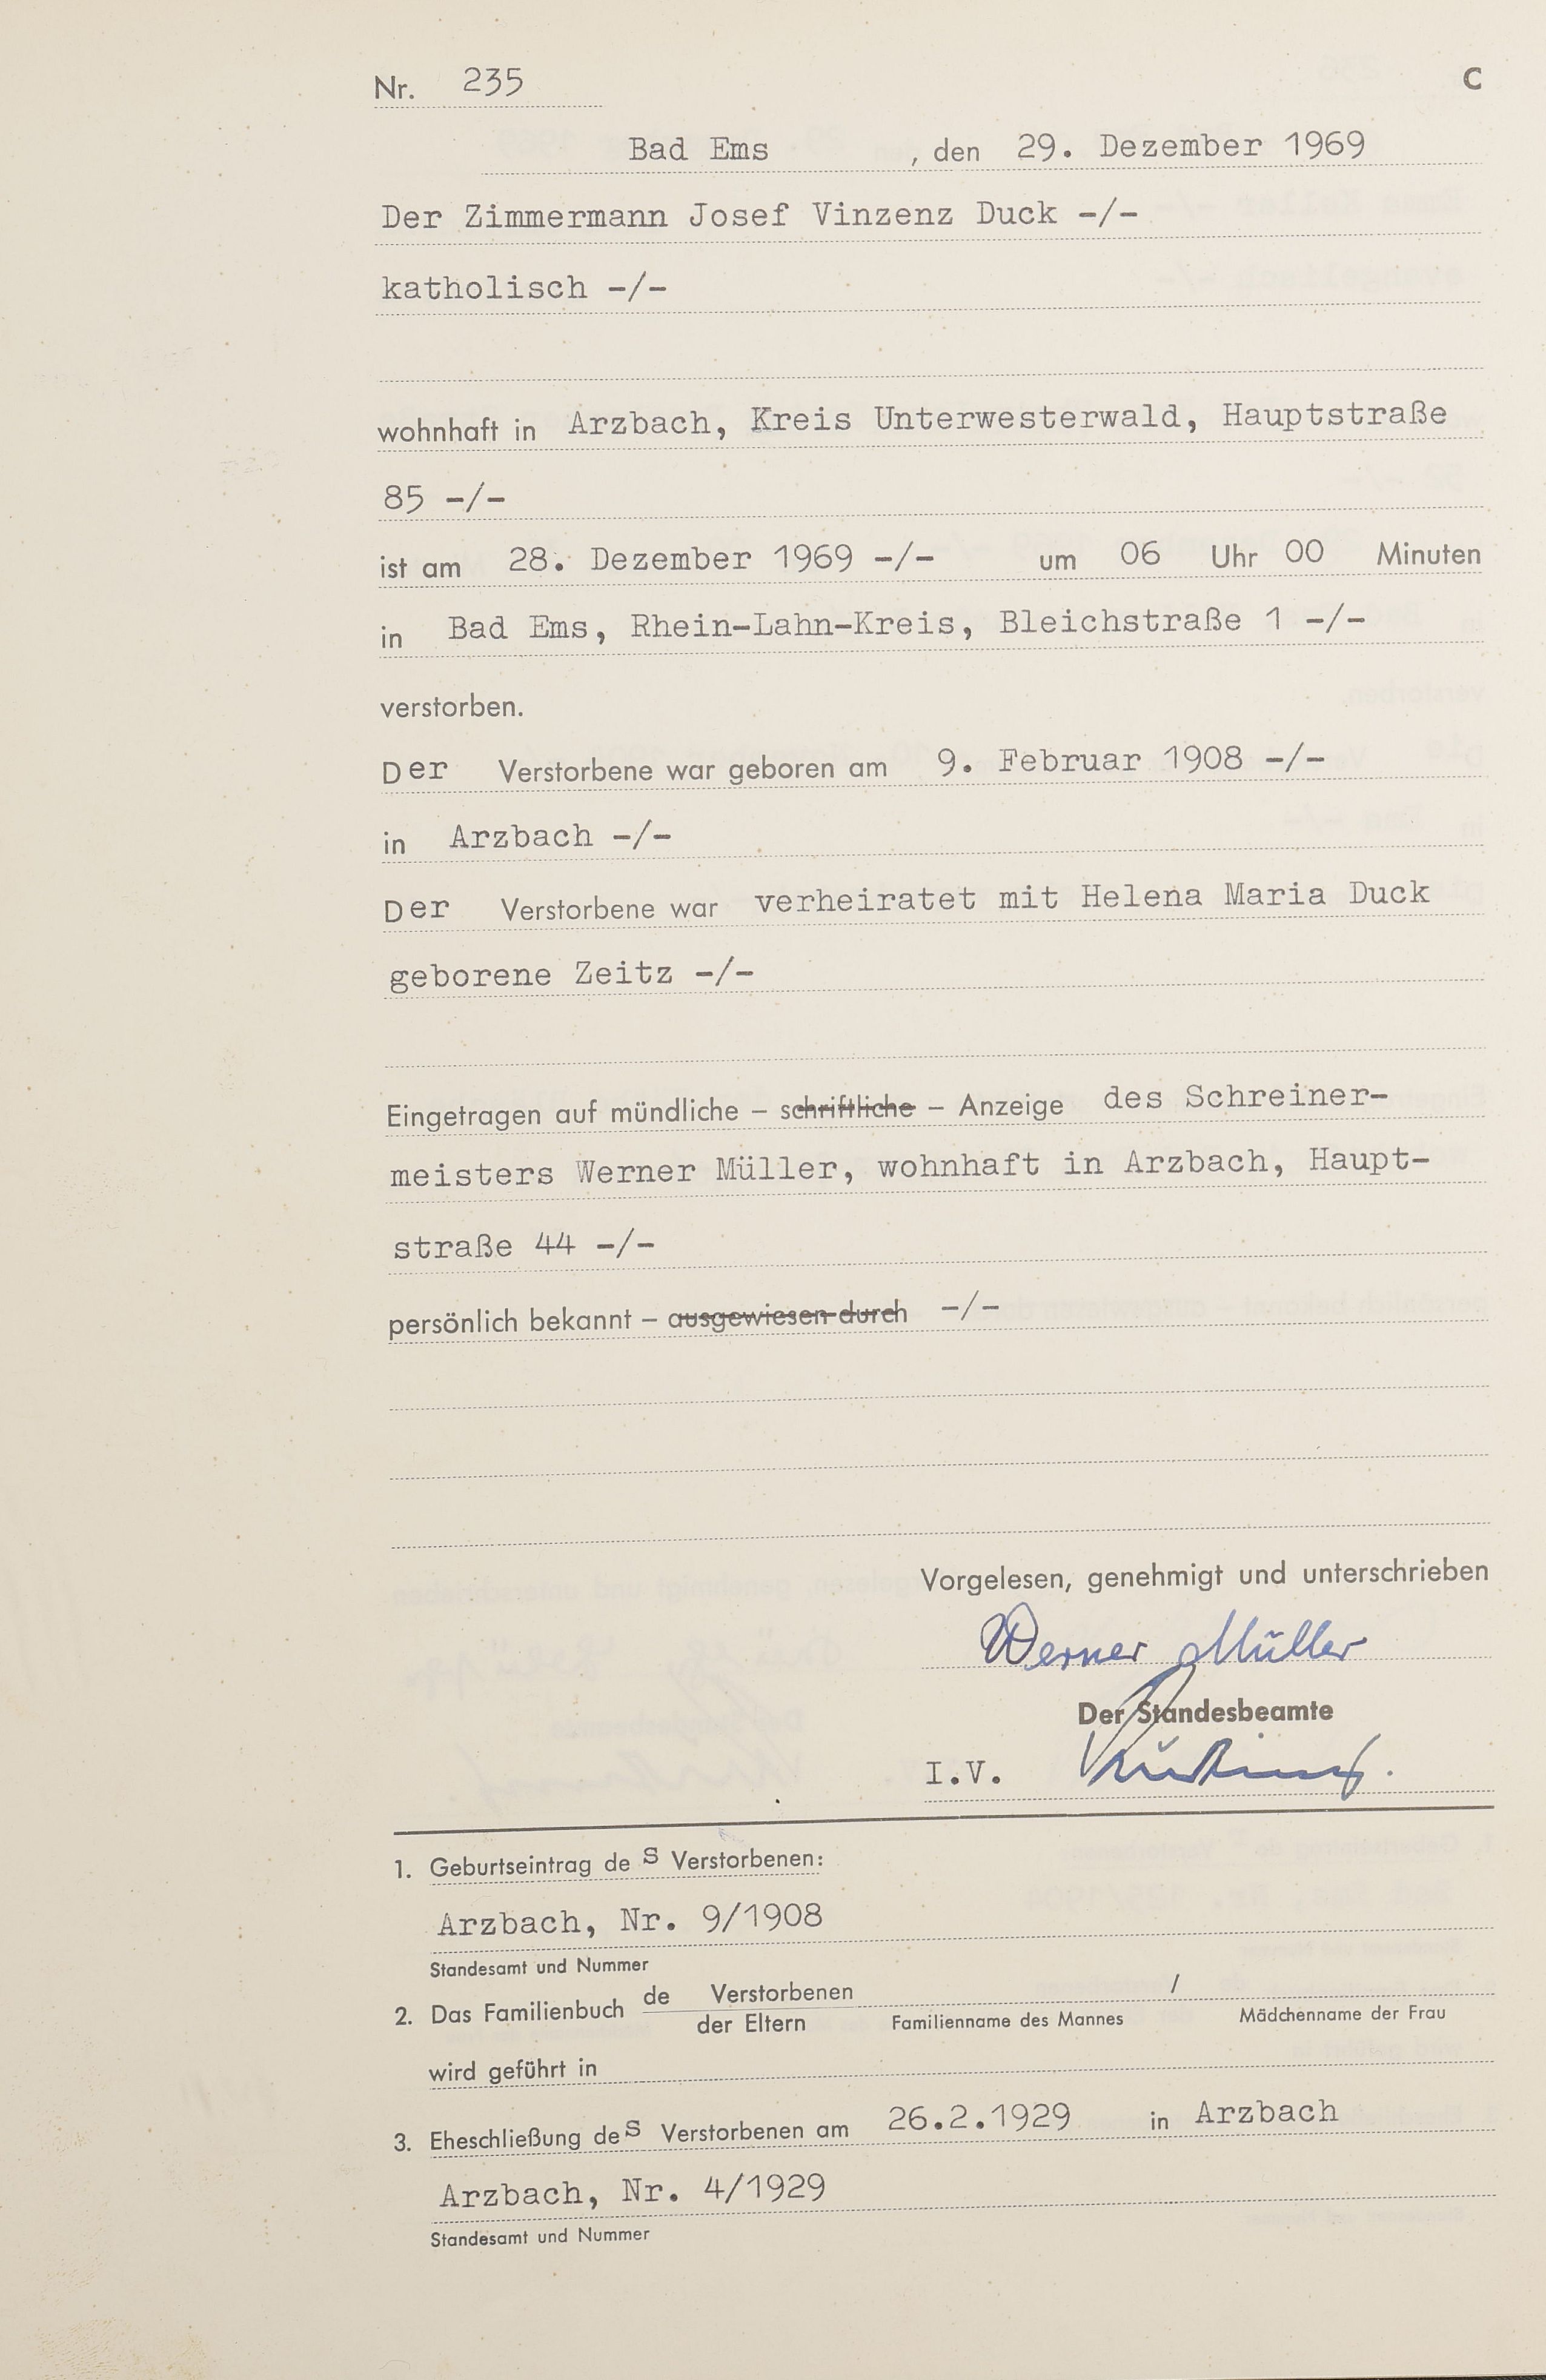 Nr. 235 C
Bad Ems , den 29. Dezember 1969
Der Zimmermann Josef Vinzenz Duck -/-
katholisch -/-
wohnhaft in Arzbach, Kreis Unterwesterwald, Hauptstraße
85 -/-
ist am 28. Dezember 1969 -/- um 06 Uhr 00 Minuten
in Bad Ems, Rhein-Lahn-Kreis, Bleichstraße 1 -/-
verstorben.
Der Verstorbene war geboren am 9. Februar 1908 -/-
in Arzbach -/-
Der Verstorbene war verheiratet mit Helena Maria Duck
geborene Zeitz -/-
Eingetragen auf mündliche – schriftliche – Anzeige des Schreiner-
meisters Werner Müller, wohnhaft in Arzbach, Haupt-
straße 44 -/-
persönlich bekannt – ausgewiesen durch -/-
Vorgelesen, genehmigt und unterschrieben
Werner Müller
Der Standesbeamte
I.V.
1. Geburtseintrag des Verstorbenen:
Arzbach, Nr. 9/1908
Standesamt und Nummer
2. Das Familienbuch de Verstorbenen /
der Eltern Familienname des Mannes Mädchenname der Frau
wird geführt in
3. Eheschließung des Verstorbenen am 26.2.1929 in Arzbach
Arzbach, Nr. 4/1929
Standesamt und Nummer